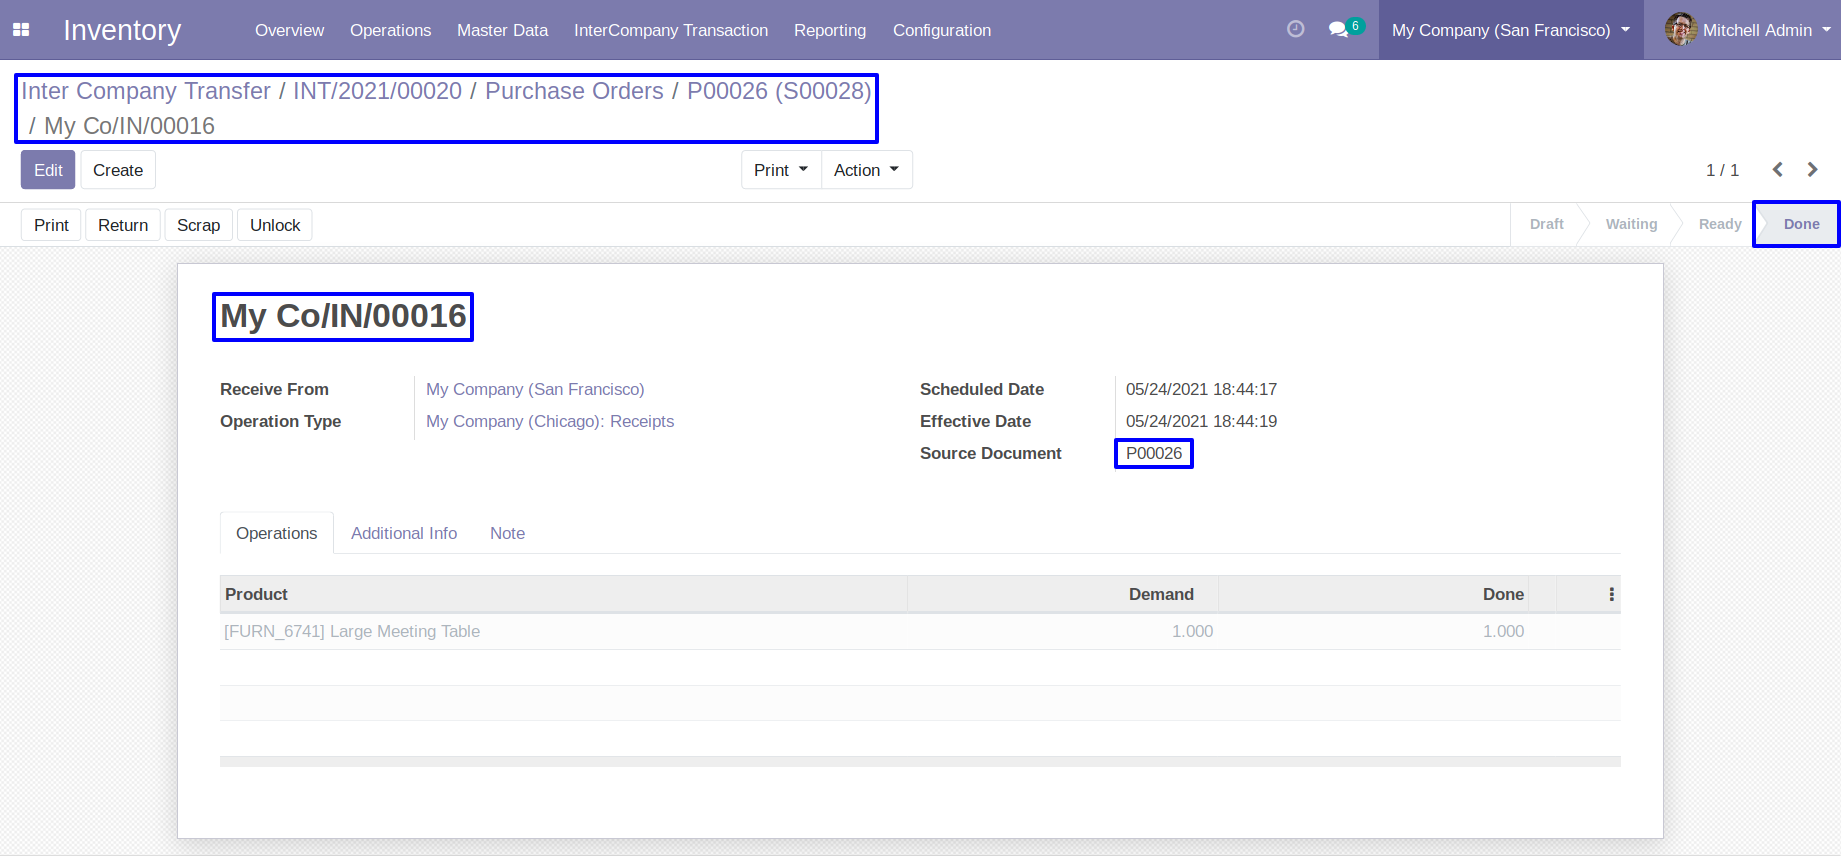 Inventory Overview Operations Master Data InterCompany Transaction Reporting Configuration 6 My Company (San Francisco) Mitchell Admin
Inter Company Transfer / INT/2021/00020 / Purchase Orders / P00026 (S00028)
/ My Co/IN/00016
Edit Create Print Action 1 / 1
Print Return Scrap Unlock Draft Waiting Ready Done
My Co/IN/00016
Receive From My Company (San Francisco) Scheduled Date 05/24/2021 18:44:17
Operation Type My Company (Chicago): Receipts Effective Date 05/24/2021 18:44:19
Source Document P00026
Operations Additional Info Note
Product Demand Done
[FURN_6741] Large Meeting Table 1.000 1.000